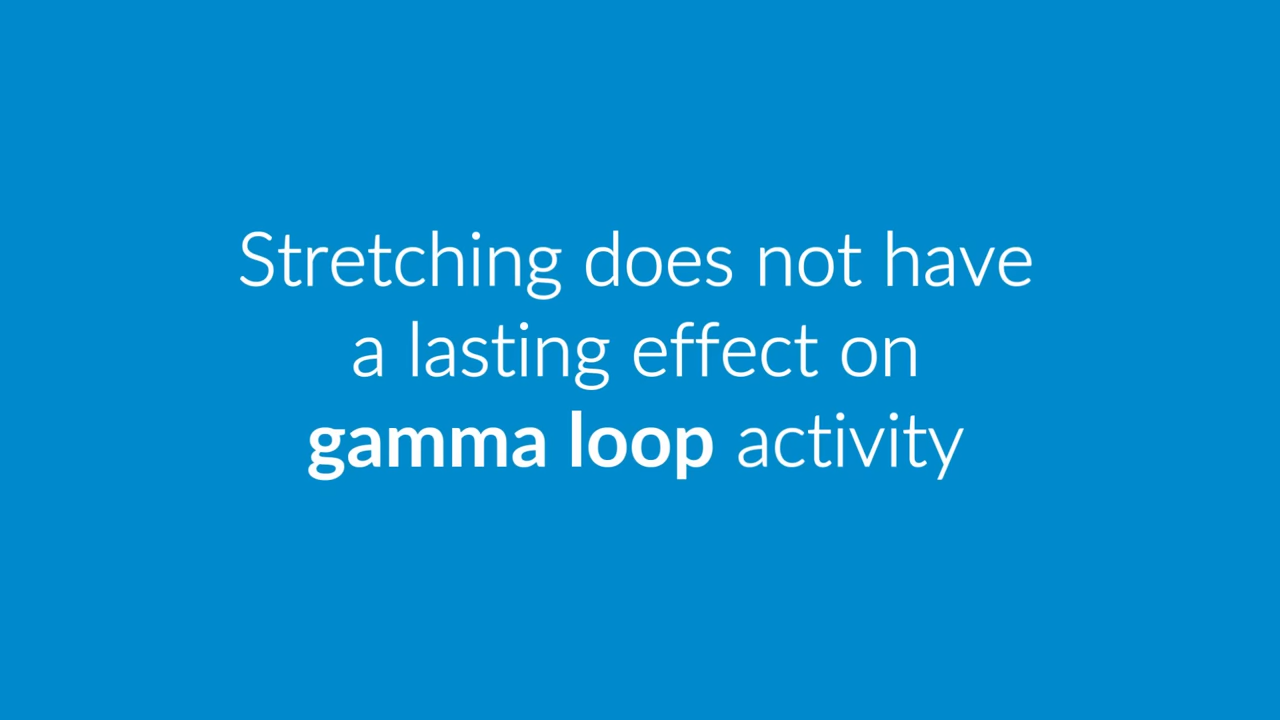 Stretching does not have
a lasting effect on
gamma loop activity